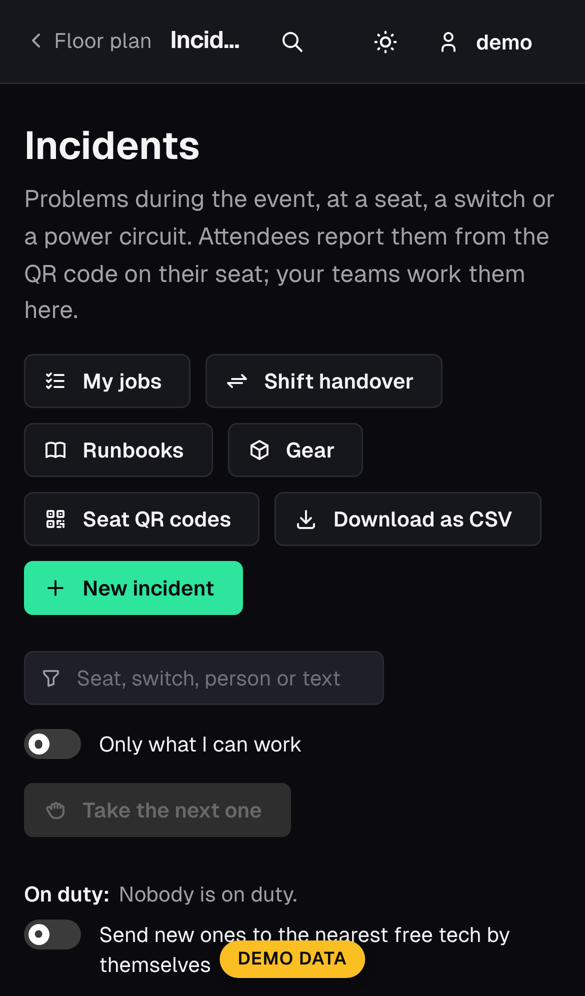 Floor plan Incid... demo
Incidents
Problems during the event, at a seat, a switch or
a power circuit. Attendees report them from the
QR code on their seat; your teams work them
here.
My jobs Shift handover
Runbooks Gear
Seat QR codes Download as CSV
New incident
Seat, switch, person or text
Only what I can work
Take the next one
On duty: Nobody is on duty.
Send new ones to the nearest free tech by
themselves
DEMO DATA